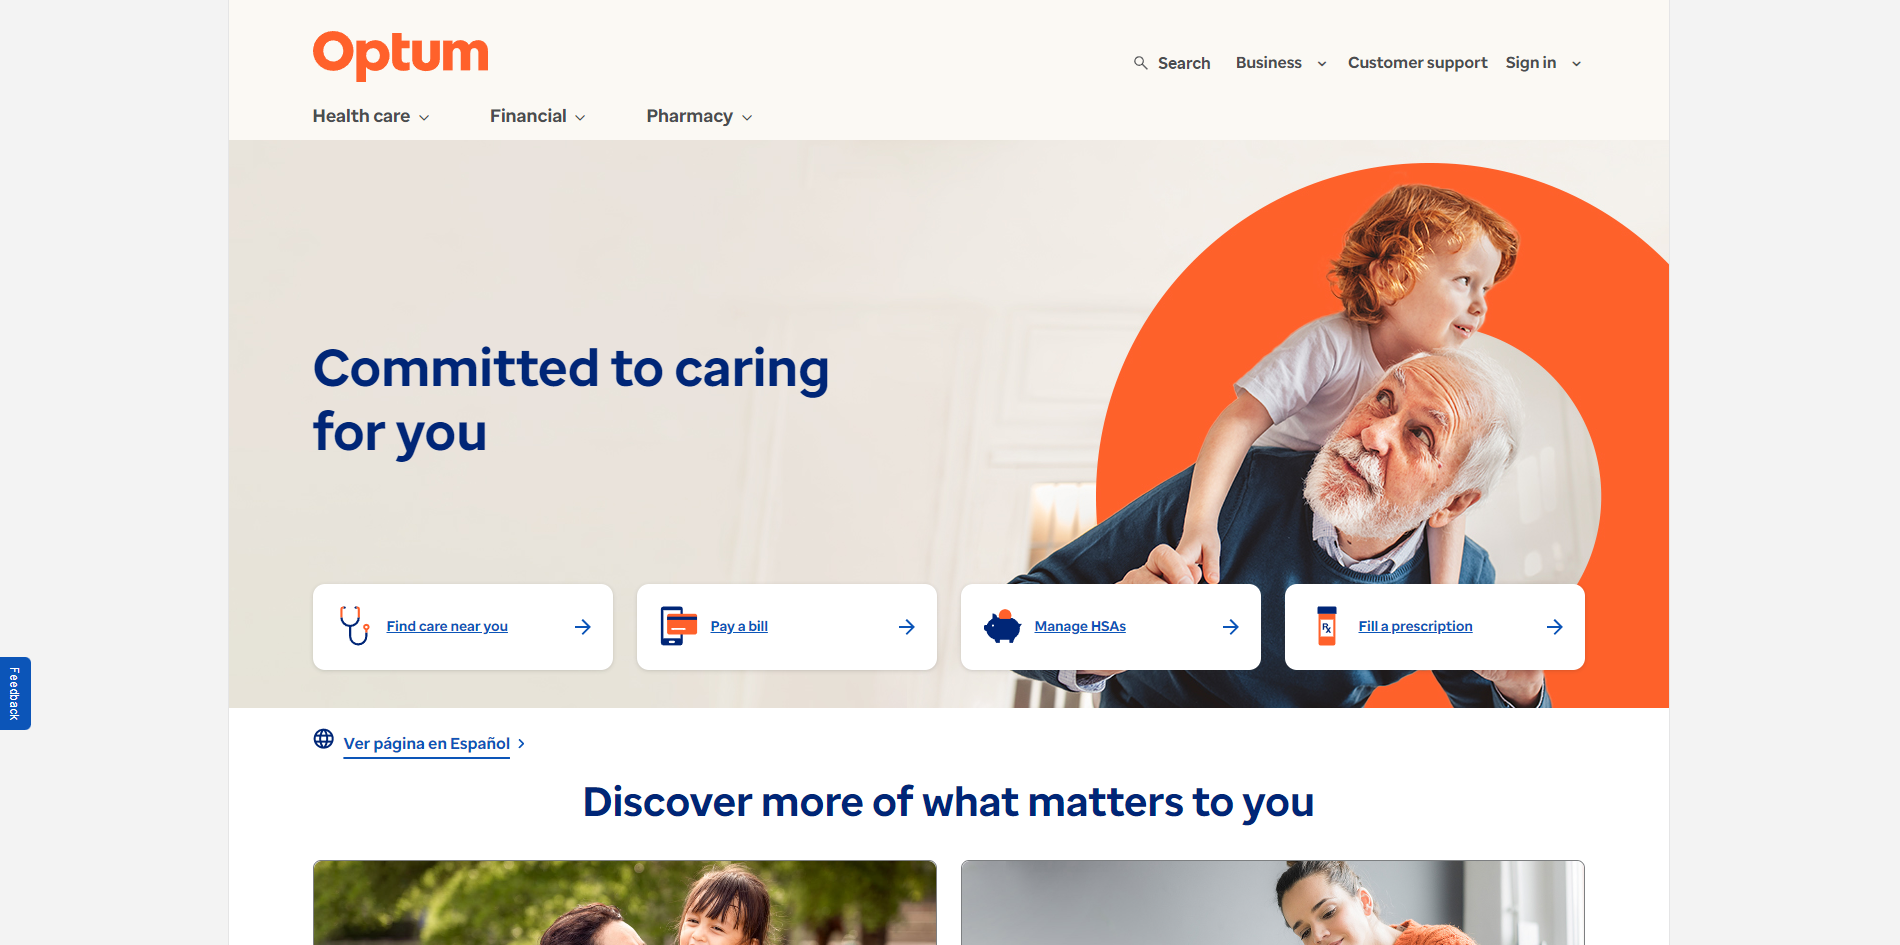 Optum
Search
Business
Customer support
Sign in
Health care
Financial
Pharmacy
Committed to caring
for you
Find care near you
Pay a bill
Manage HSAs
Rx
Fill a prescription
Feedback
Ver página en Español
Discover more of what matters to you